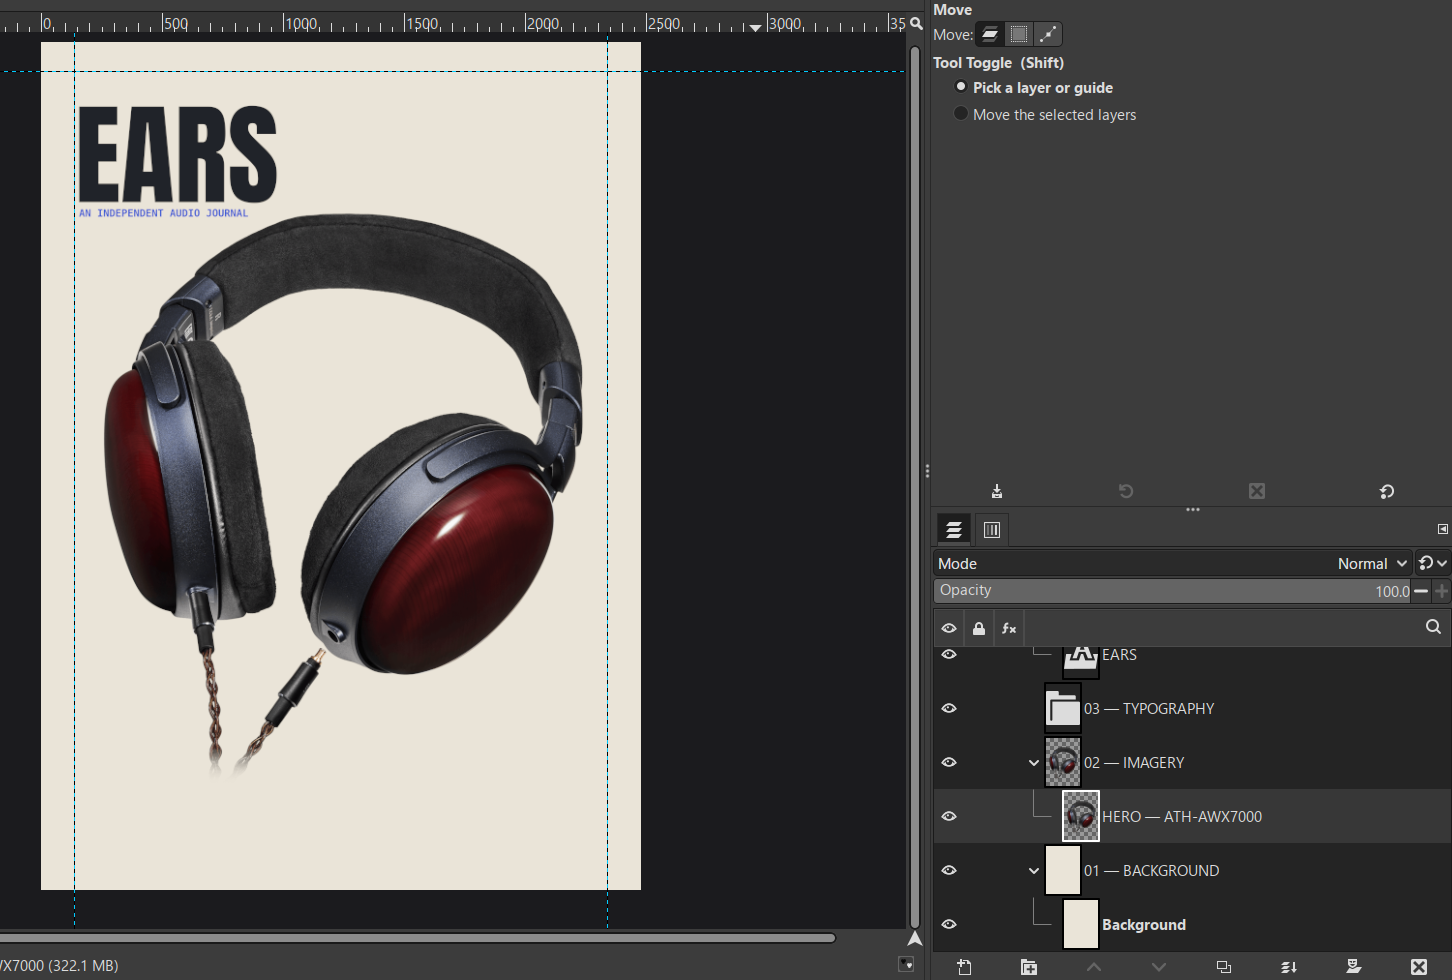 Move
0 500 1000 1500 2000 2500 3000 35
Move:
Tool Toggle (Shift)
Pick a layer or guide
Move the selected layers
EARS
AN INDEPENDENT AUDIO JOURNAL
Mode Normal
Opacity 100.0
fx
EARS
03 — TYPOGRAPHY
02 — IMAGERY
HERO — ATH-AWX7000
01 — BACKGROUND
Background
WX7000 (322.1 MB)